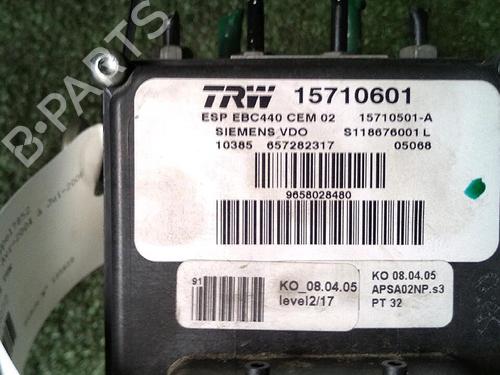 B-PARTS
TRW 15710601
ESP EBC440 CEM 02 15710501-A
SIEMENS VDO S118676001 L
10385 657282317 05068
9658028480
91
KO_08.04.05
level2/17
KO 08.04.05
APSA02NP.s3
PT 32